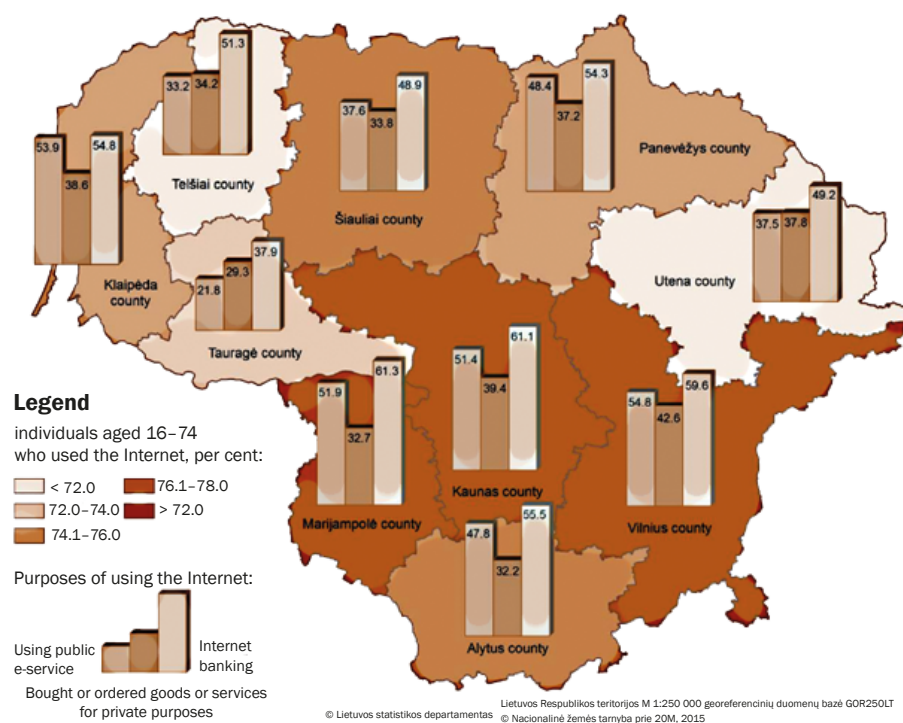 51.3
33.2
34.2
Telšiai county
48.9
37.6
33.8
Šiauliai county
54.3
48.4
37.2
Panevėžys county
53.9
54.8
38.6
Klaipėda
county
37.9
29.3
21.8
Tauragė county
49.2
37.5
37.8
Utena county
61.3
51.9
32.7
Marijampolė county
61.1
51.4
39.4
Kaunas county
59.6
54.8
42.6
Vilnius county
55.5
47.8
32.2
Alytus county
Legend
individuals aged 16–74
who used the Internet, per cent:
< 72.0
76.1–78.0
72.0–74.0
> 72.0
74.1–76.0
Purposes of using the Internet:
Using public
e-service
Internet
banking
Bought or ordered goods or services
for private purposes
© Lietuvos statistikos departamentas
Lietuvos Respublikos teritorijos M 1:250 000 georeferencinių duomenų bazė GOR250LT
© Nacionalinė žemės tarnyba prie 20M, 2015